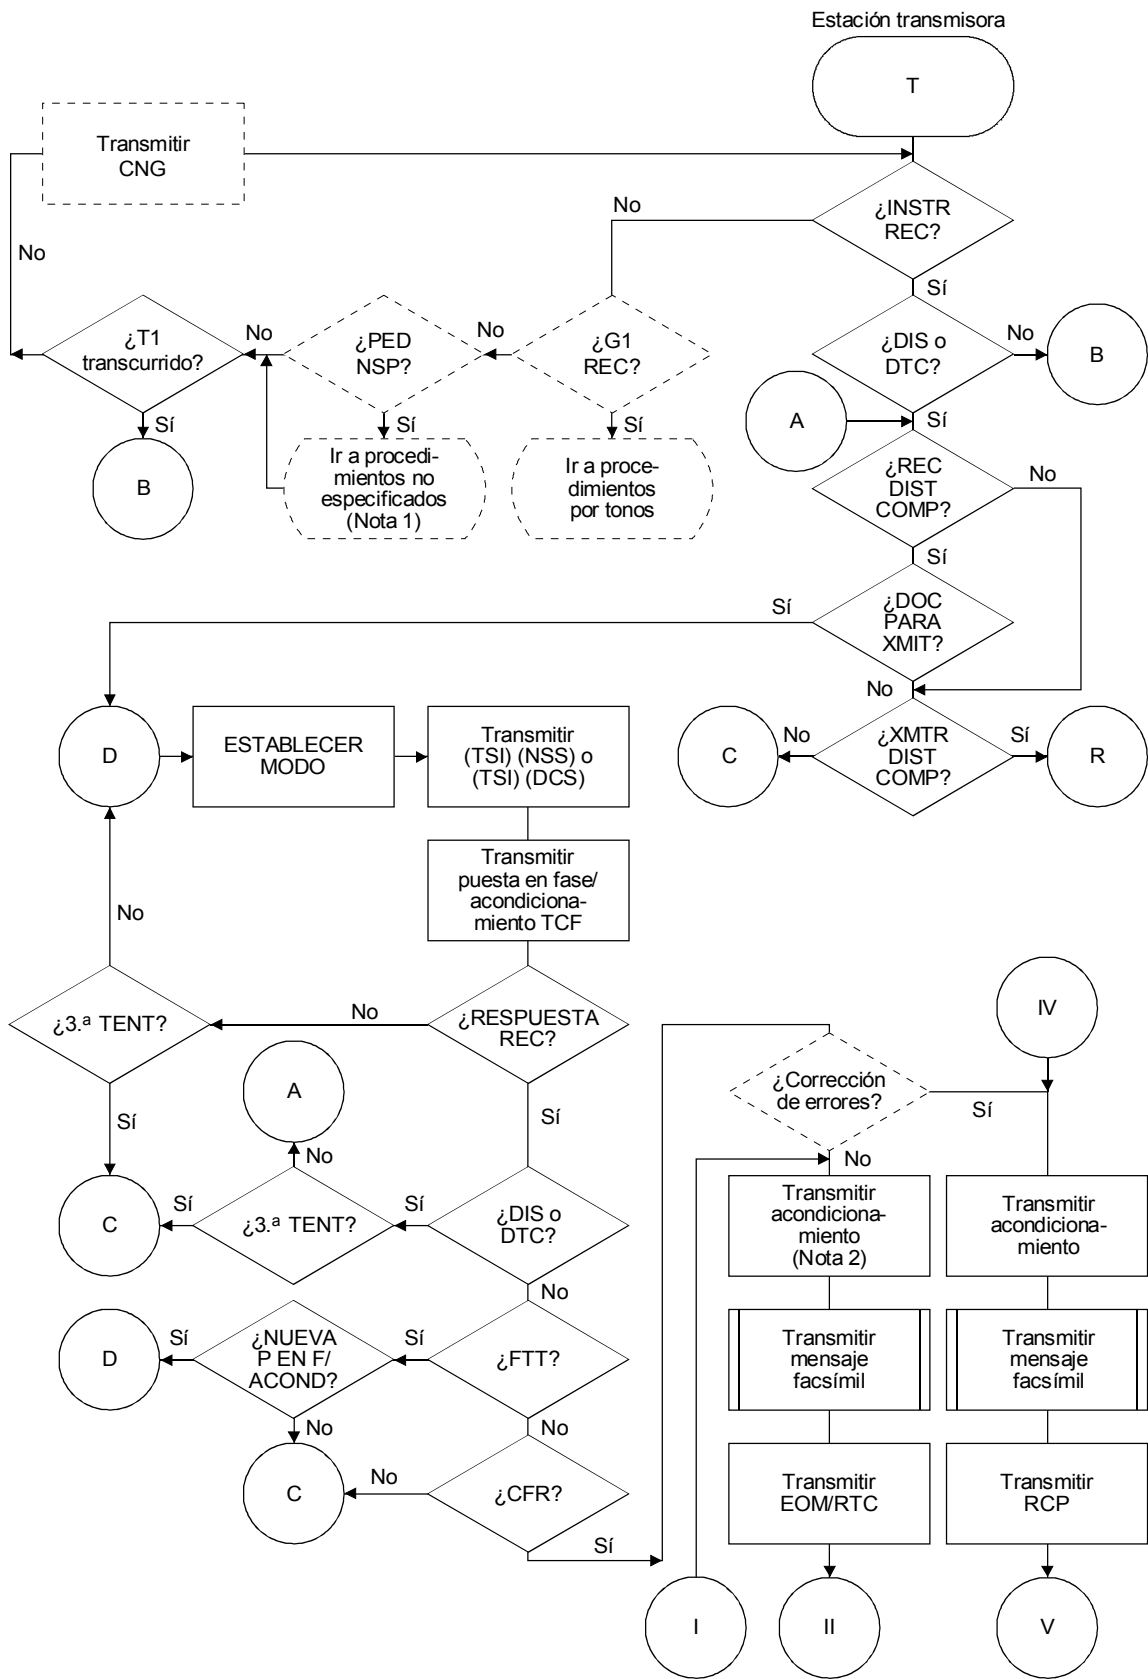 Estación transmisora
T
Transmitir
CNG
No
¿INSTR
REC?
No
Sí
¿T1
transcurrido?
No
¿PED
NSP?
No
¿G1
REC?
¿DIS o
DTC?
No
B
Sí
Sí
Sí
A
Sí
B
Ir a procedi-
mientos no
especificados
(Nota 1)
Ir a proce-
dimientos
por tonos
¿REC
DIST
COMP?
No
Sí
Sí
¿DOC
PARA
XMIT?
No
D
ESTABLECER
MODO
Transmitir
(TSI) (NSS) o
(TSI) (DCS)
C
No
¿XMTR
DIST
COMP?
Sí
R
Transmitir
puesta en fase/
acondiciona-
miento TCF
No
¿3.ª TENT?
No
¿RESPUESTA
REC?
IV
A
¿Corrección
de errores?
Sí
Sí
Sí
No
No
C
Sí
¿3.ª TENT?
Sí
¿DIS o
DTC?
Transmitir
acondiciona-
miento
(Nota 2)
Transmitir
acondiciona-
miento
No
D
Sí
¿NUEVA
P EN F/
ACOND?
Sí
¿FTT?
Transmitir
mensaje
facsímil
Transmitir
mensaje
facsímil
No
No
C
No
¿CFR?
Transmitir
EOM/RTC
Transmitir
RCP
Sí
I
II
V